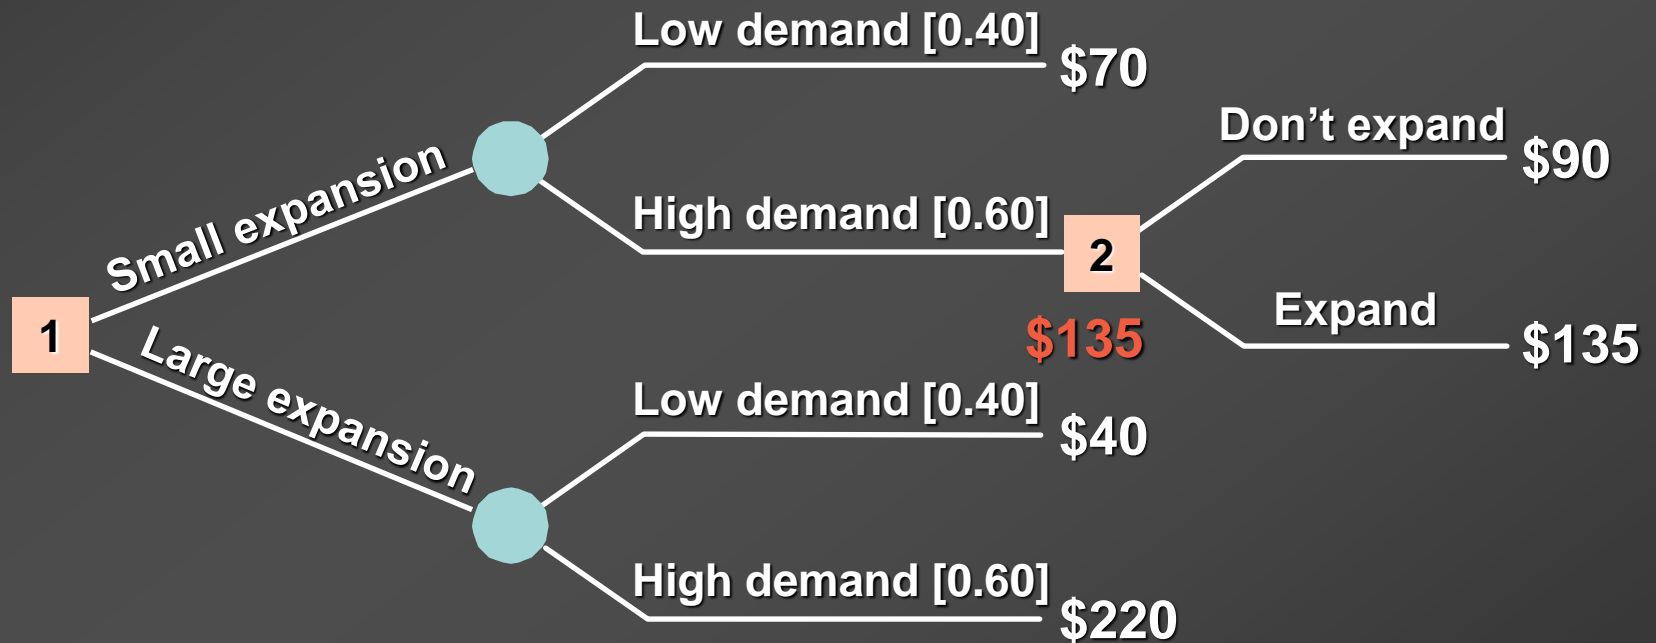 Low demand [0.40]
$70
Don’t expand
$90
Small expansion
High demand [0.60]
2
$135
Expand
$135
1
Large expansion
Low demand [0.40]
$40
High demand [0.60]
$220